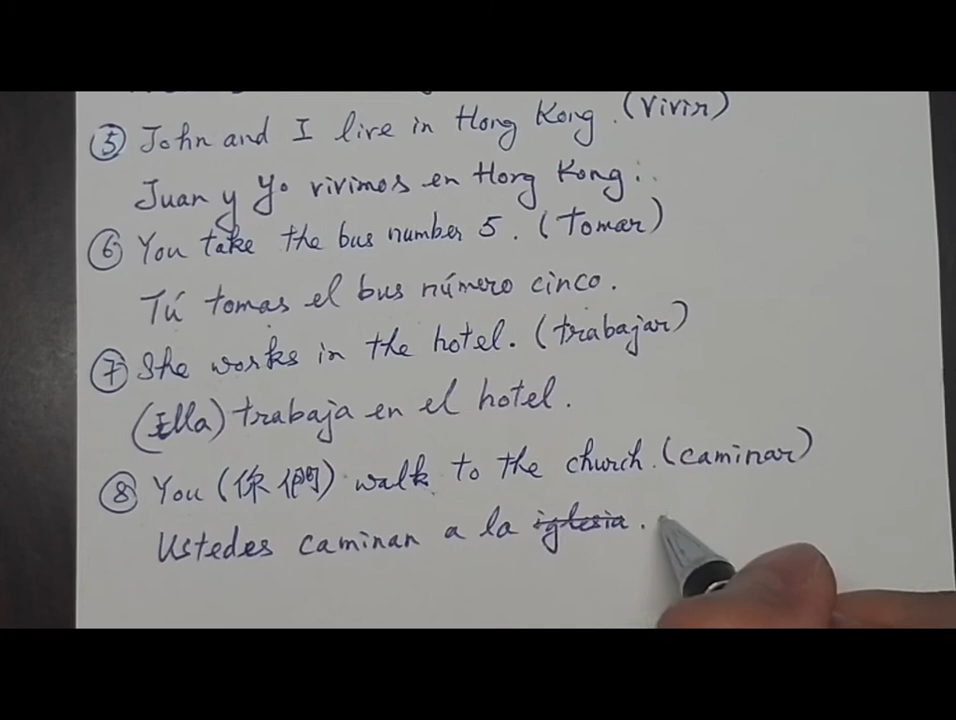 ⑤ John and I live in Hong Kong. (vivir)
Juan y Yo vivimos en Hong Kong.
⑥ You take the bus number 5. (tomar)
Tú tomas el bus número cinco.
⑦ She works in the hotel. (trabajar)
(Ella) trabaja en el hotel.
⑧ You (你們) walk to the church. (caminar)
Ustedes caminan a la iglesia.